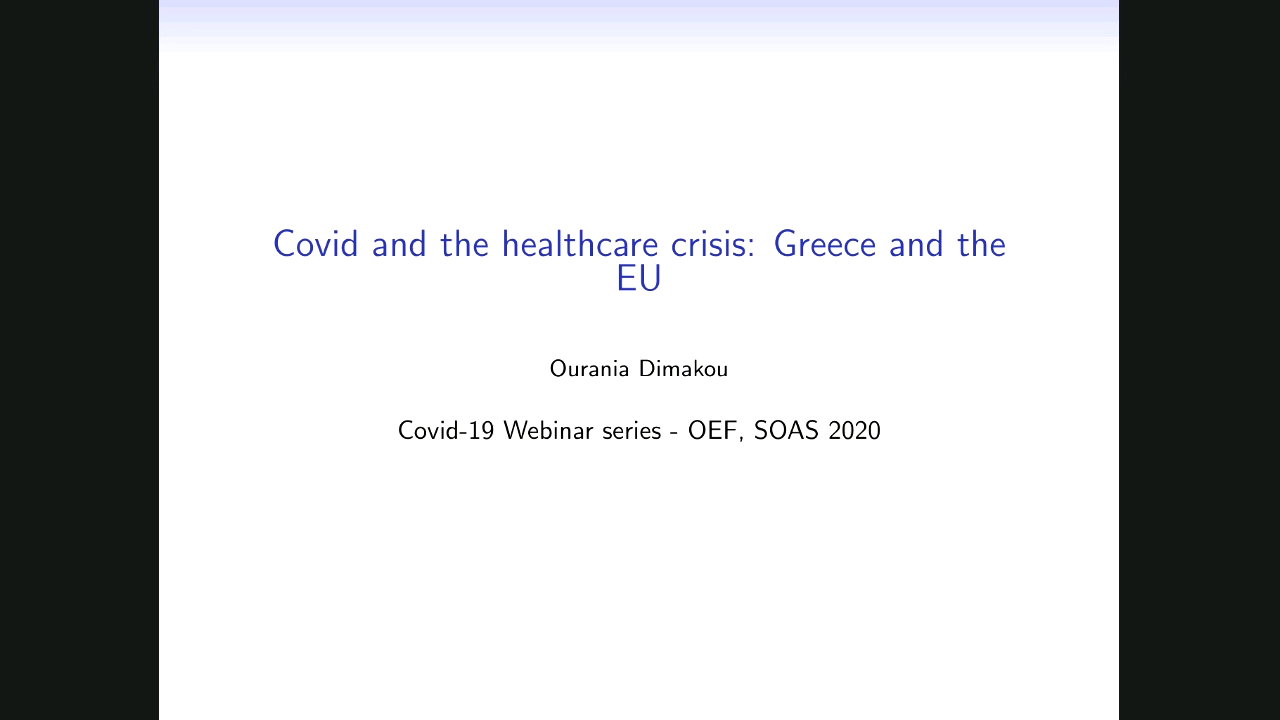 Covid and the healthcare crisis: Greece and the
EU
Ourania Dimakou
Covid-19 Webinar series - OEF, SOAS 2020